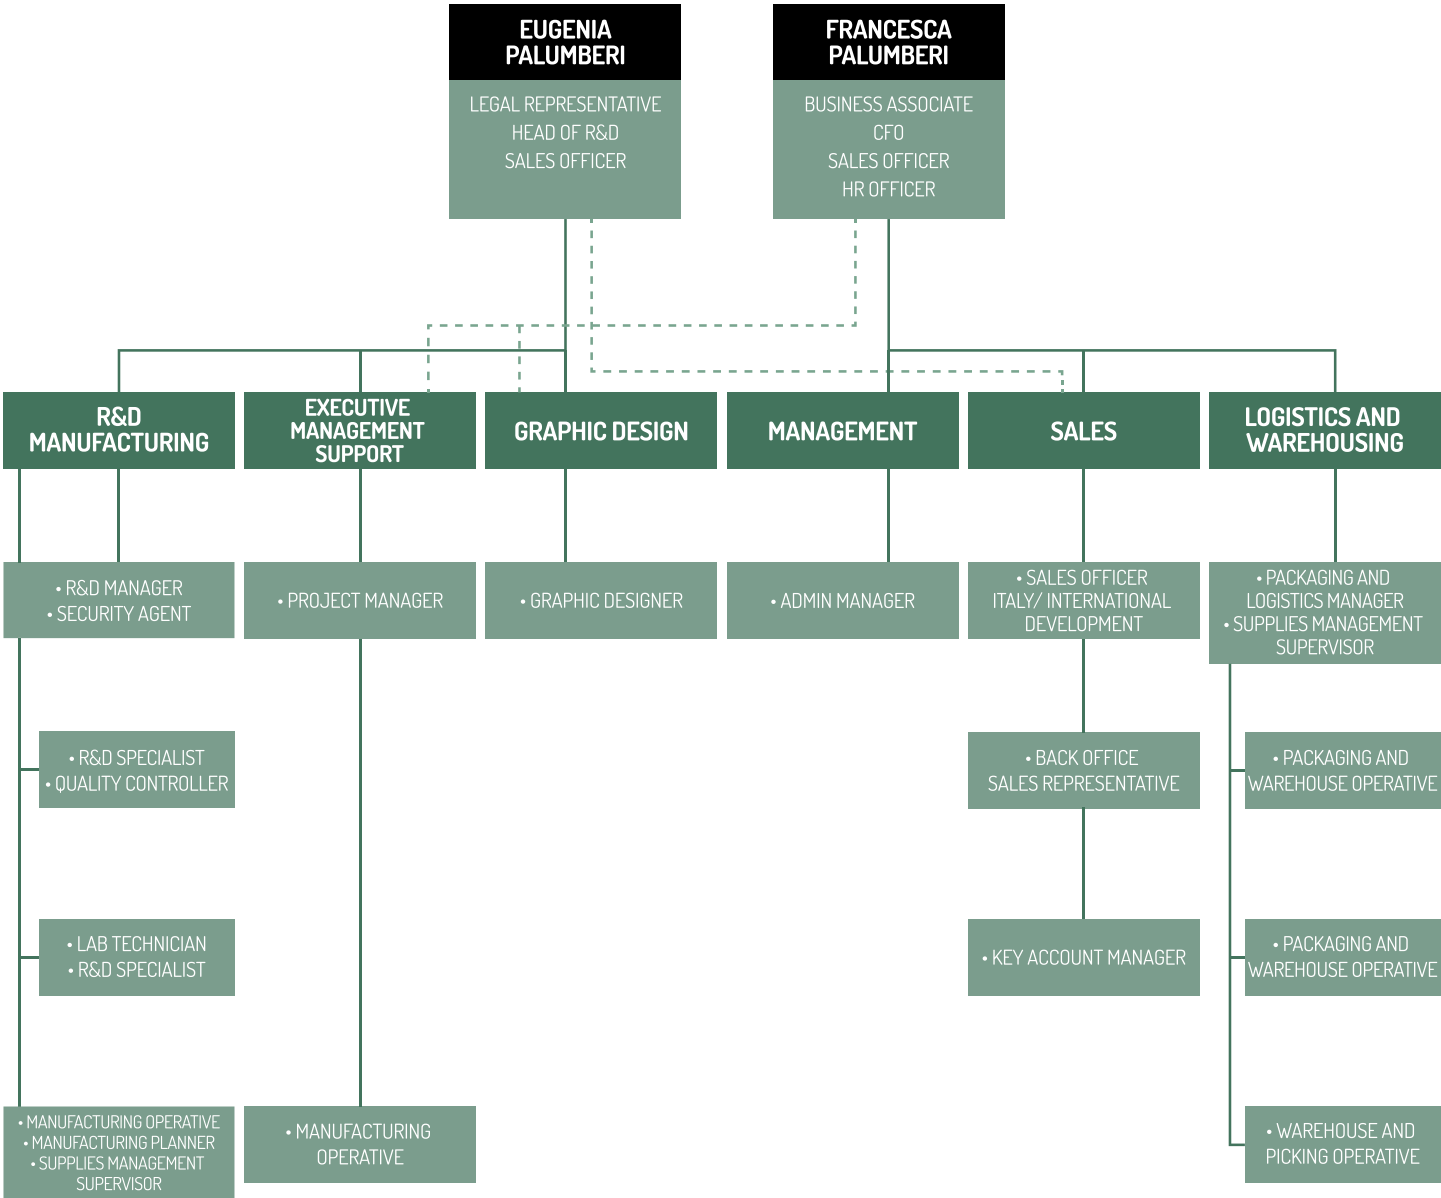 EUGENIA
PALUMBERI
LEGAL REPRESENTATIVE
HEAD OF R&D
SALES OFFICER
FRANCESCA
PALUMBERI
BUSINESS ASSOCIATE
CFO
SALES OFFICER
HR OFFICER
R&D
MANUFACTURING
EXECUTIVE
MANAGEMENT
SUPPORT
GRAPHIC DESIGN
MANAGEMENT
SALES
LOGISTICS AND
WAREHOUSING
• R&D MANAGER
• SECURITY AGENT
• PROJECT MANAGER
• GRAPHIC DESIGNER
• ADMIN MANAGER
• SALES OFFICER
ITALY/ INTERNATIONAL
DEVELOPMENT
• PACKAGING AND
LOGISTICS MANAGER
• SUPPLIES MANAGEMENT
SUPERVISOR
• R&D SPECIALIST
• QUALITY CONTROLLER
• BACK OFFICE
SALES REPRESENTATIVE
• PACKAGING AND
WAREHOUSE OPERATIVE
• LAB TECHNICIAN
• R&D SPECIALIST
• KEY ACCOUNT MANAGER
• PACKAGING AND
WAREHOUSE OPERATIVE
• MANUFACTURING OPERATIVE
• MANUFACTURING PLANNER
• SUPPLIES MANAGEMENT
SUPERVISOR
• MANUFACTURING
OPERATIVE
• WAREHOUSE AND
PICKING OPERATIVE